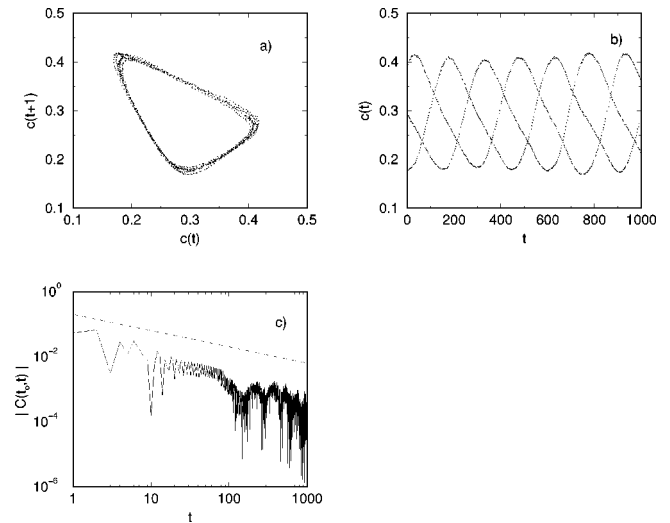 a)
c(t+1)
0.5
0.4
0.3
0.2
0.1
0.1 0.2 0.3 0.4 0.5
c(t)
b)
c(t)
0.5
0.4
0.3
0.2
0.1
0 200 400 600 800 1000
t
c)
| C(t₀,t) |
10⁰
10⁻²
10⁻⁴
10⁻⁶
1 10 100 1000
t